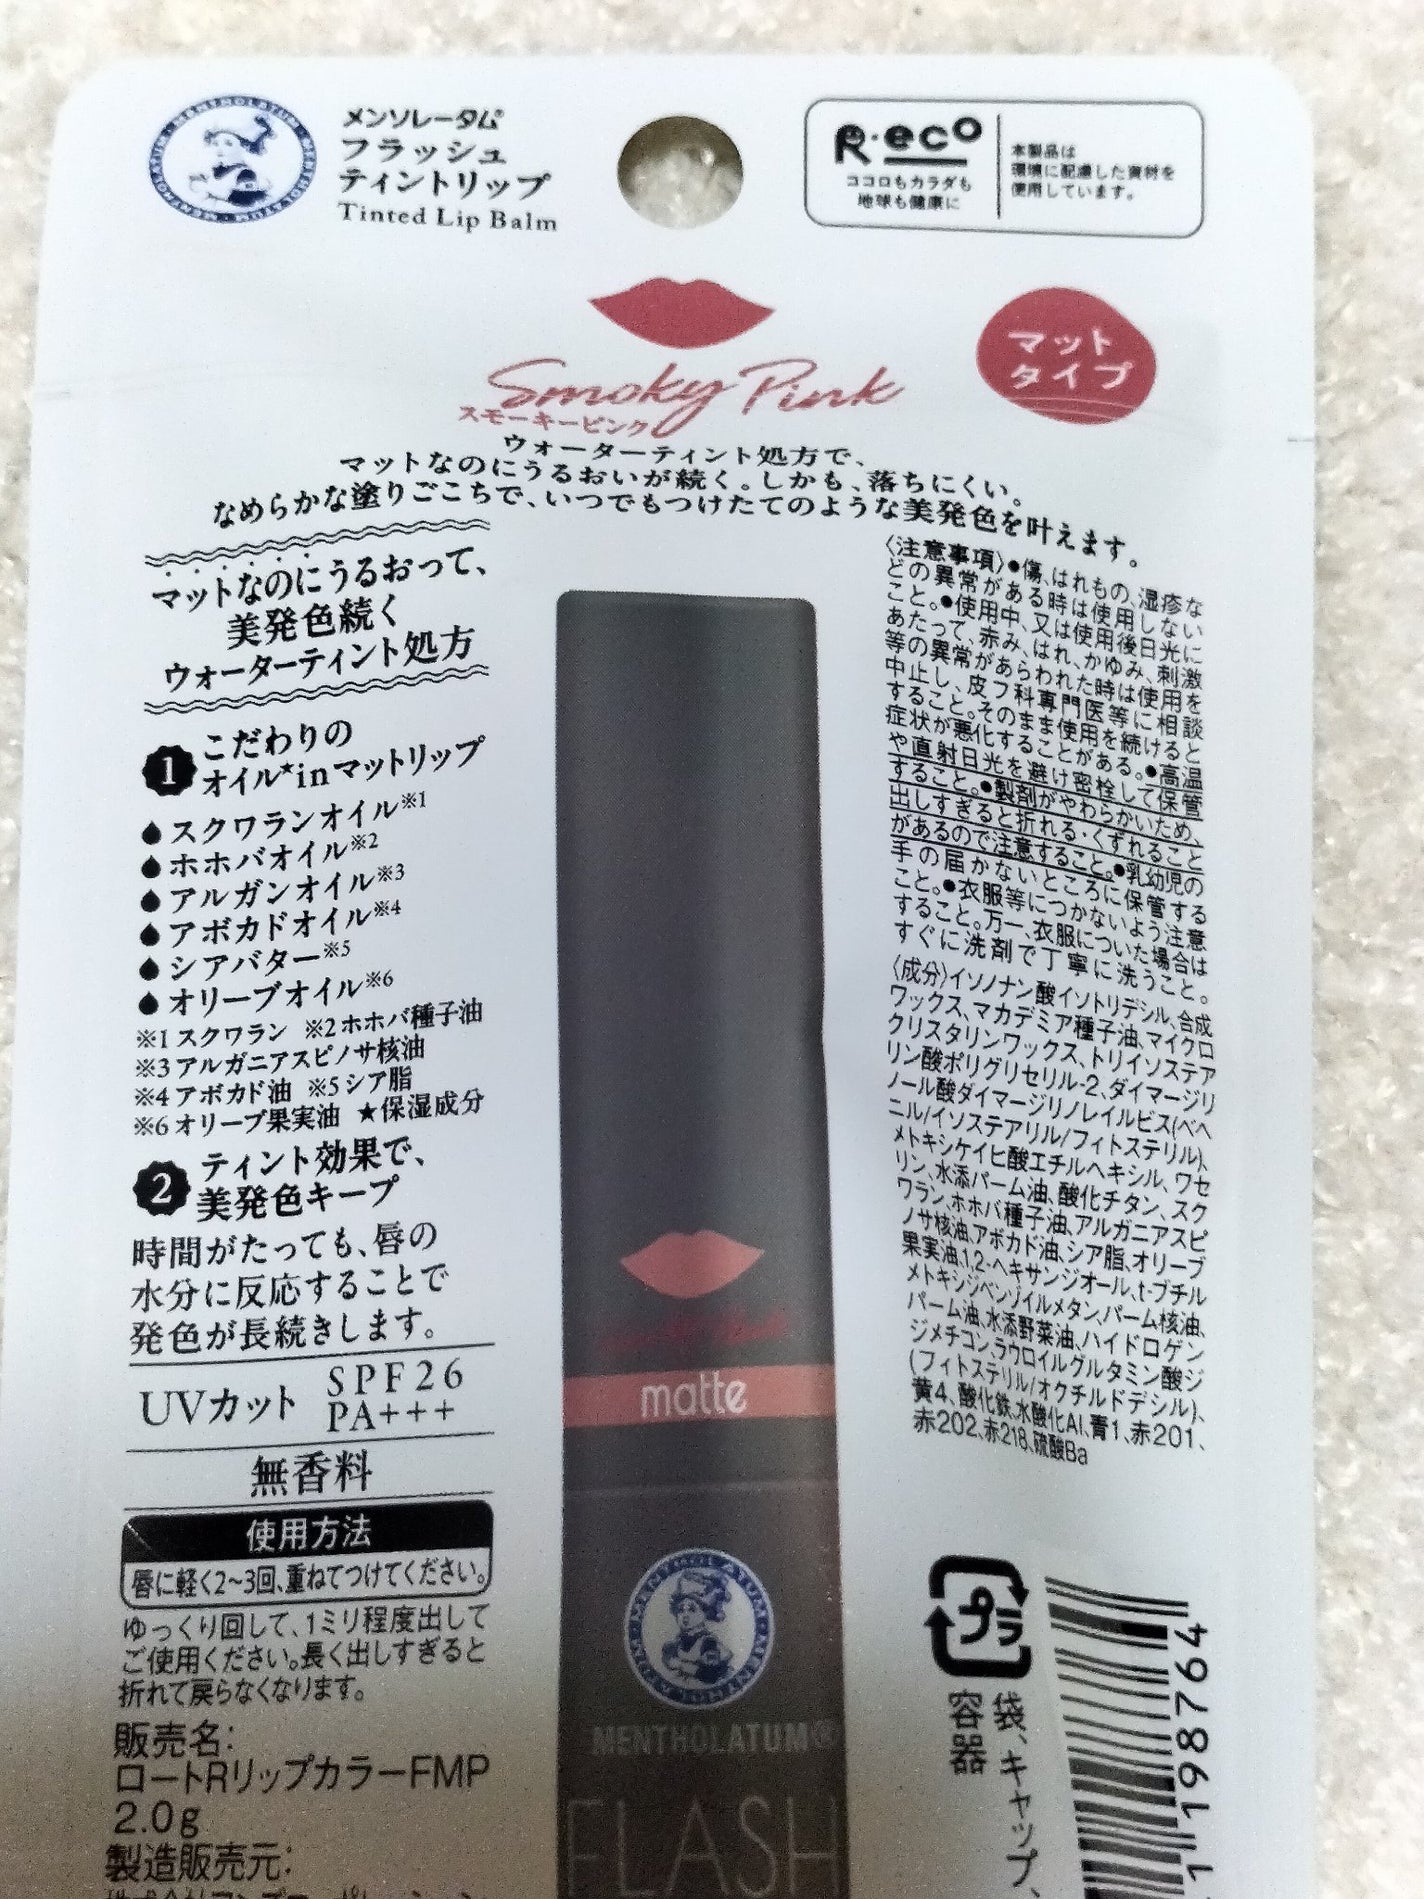 MENTHOLATUM
メンソレータム
フラッシュ
ティントリップ
Tinted Lip Balm
R・eco
ココロもカラダも
地球も健康に
本製品は
環境に配慮した資材を
使用しています。
Smoky Pink
スモーキーピンク
マット
タイプ
ウォーターティント処方で、
マットなのにうるおいが続く。しかも、落ちにくい。
なめらかな塗りごこちで、いつでもつけたてのような美発色を叶えます。
マットなのにうるおって、
美発色続く
ウォーターティント処方
1 こだわりの
オイル*inマットリップ
スクワランオイル※1
ホホバオイル※2
アルガンオイル※3
アボカドオイル※4
シアバター※5
オリーブオイル※6
※1 スクワラン ※2 ホホバ種子油
※3 アルガニアスピノサ核油
※4 アボカド油 ※5 シア脂
※6 オリーブ果実油 ★保湿成分
2 ティント効果で、
美発色キープ
時間がたっても、唇の
水分に反応することで
発色が長続きします。
UVカット SPF26
PA+++
無香料
使用方法
唇に軽く2~3回、重ねてつけてください。
ゆっくり回して、1ミリ程度出して
ご使用ください。長く出しすぎると
折れて戻らなくなります。
販売名:
ロートRリップカラーFMP
2.0g
製造販売元:
〈注意事項〉●傷、はれもの、湿疹な
どの異常がある時は使用しない
こと。●使用中、又は使用後日光に
あたって、赤み、はれ、かゆみ、刺激
等の異常があらわれた時は使用を
中止し、皮フ科専門医等に相談
すること。そのまま使用を続けると
症状が悪化することがある。●高温
や直射日光を避け密栓して保管
すること。●製剤がやわらかいため、
出しすぎると折れる・くずれること
があるので注意すること。●乳幼児の
手の届かないところに保管する
こと。●衣服等につかないよう注意
すること。万一、衣服についた場合は
すぐに洗剤で丁寧に洗うこと。
〈成分〉イソノナン酸イソトリデシル、合成
ワックス、マカデミア種子油、マイクロ
クリスタリンワックス、トリイソステア
リン酸ポリグリセリル-2、ダイマージリ
ノール酸ダイマージリノレイルビス(ベヘ
ニル/イソステアリル/フィトステリル)、
メトキシケイヒ酸エチルヘキシル、ワセ
リン、水添パーム油、酸化チタン、スク
ワラン、ホホバ種子油、アルガニアスピ
ノサ核油、アボカド油、シア脂、オリーブ
果実油、1,2-ヘキサンジオール、t-ブチル
メトキシジベンゾイルメタン、パーム核油、
パーム油、水添野菜油、ハイドロゲン
ジメチコン、ラウロイルグルタミン酸ジ
(フィトステリル/オクチルドデシル)、
黄4、酸化鉄、水酸化Al、青1、赤201、
赤202、赤218、硫酸Ba
matte
MENTHOLATUM
MENTHOLATUM®
FLASH
プラ
袋、キャップ、
容器